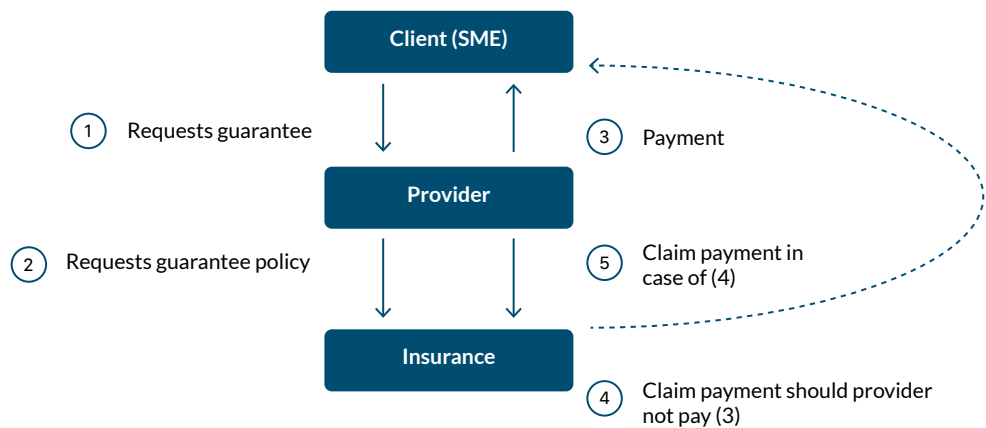 Client (SME)
1 Requests guarantee
3 Payment
Provider
2 Requests guarantee policy
5 Claim payment in
case of (4)
Insurance
4 Claim payment should provider
not pay (3)